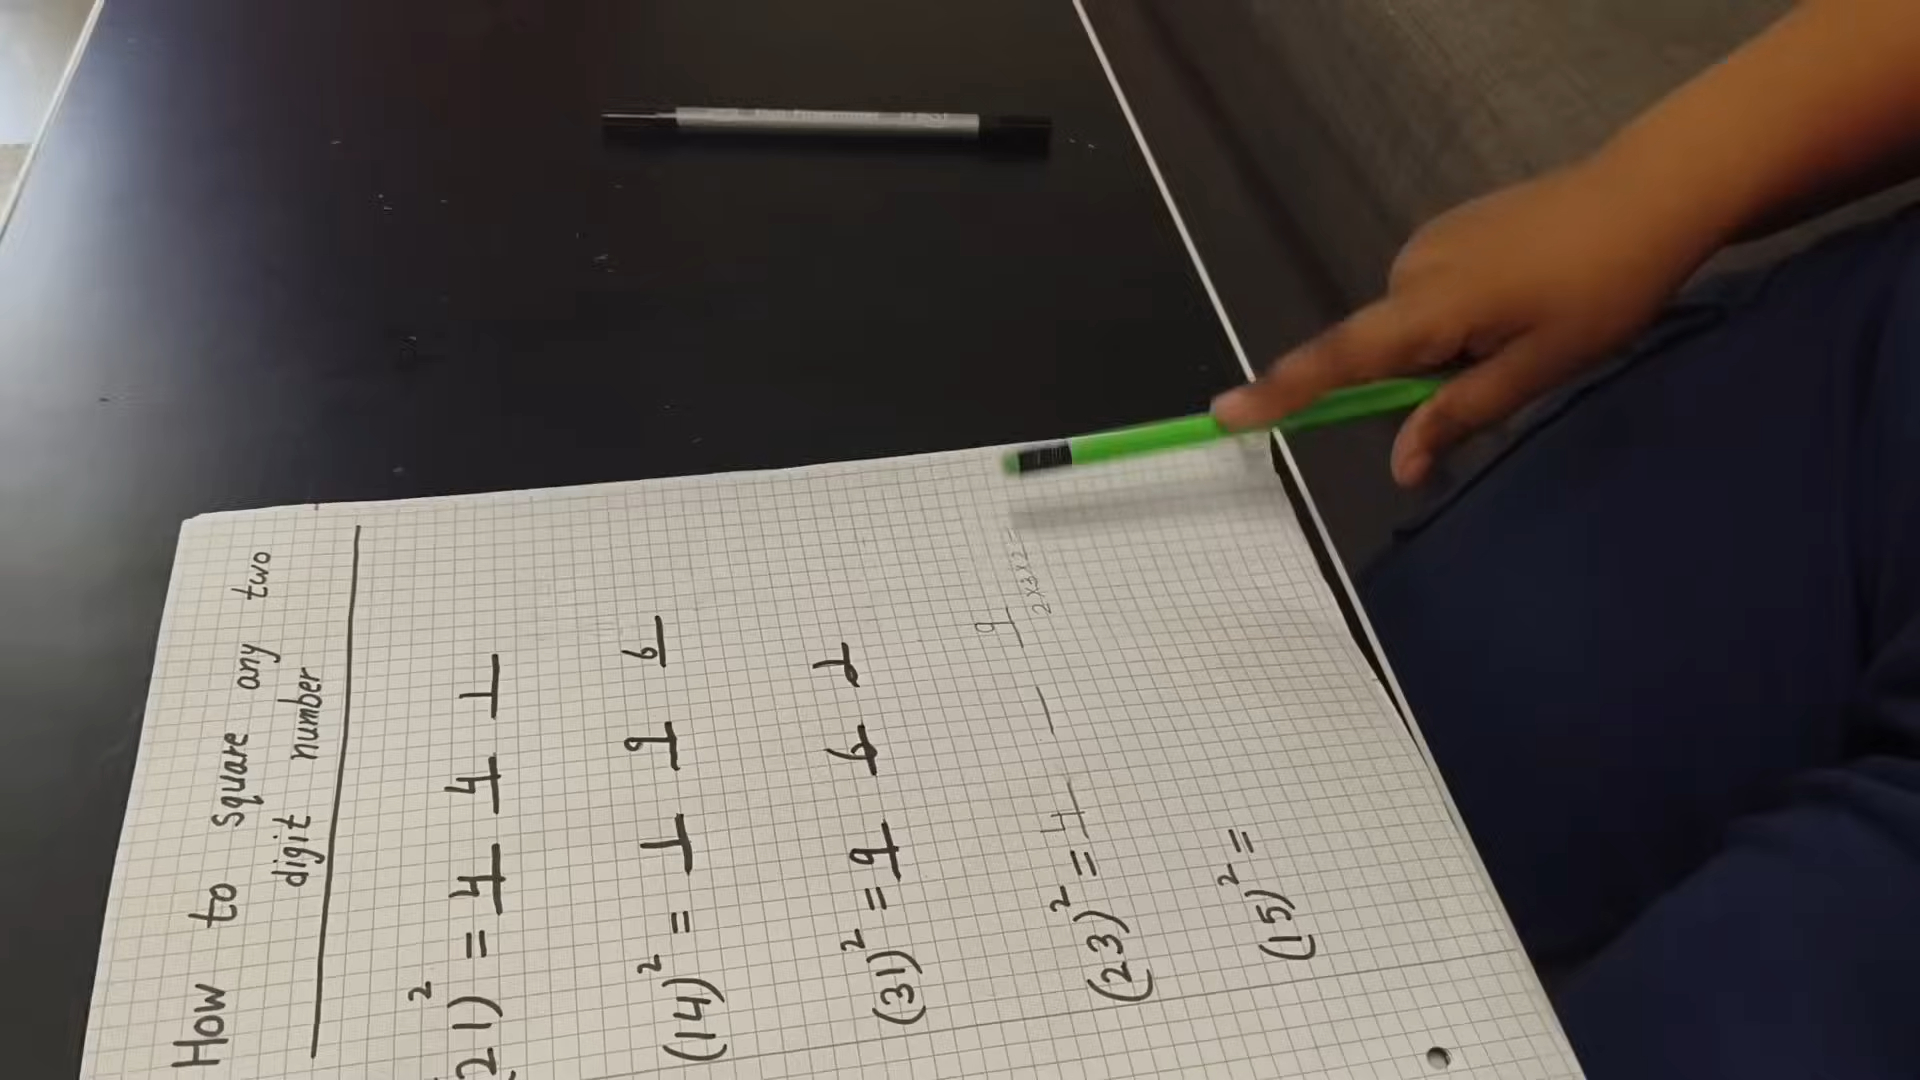 How to square any two
digit number
(21)² = 4 4 1
(14)² = 1 9 6
(31)² = 9 6 1
(23)² = 4 _ 9
2×3×2=
(15)² =